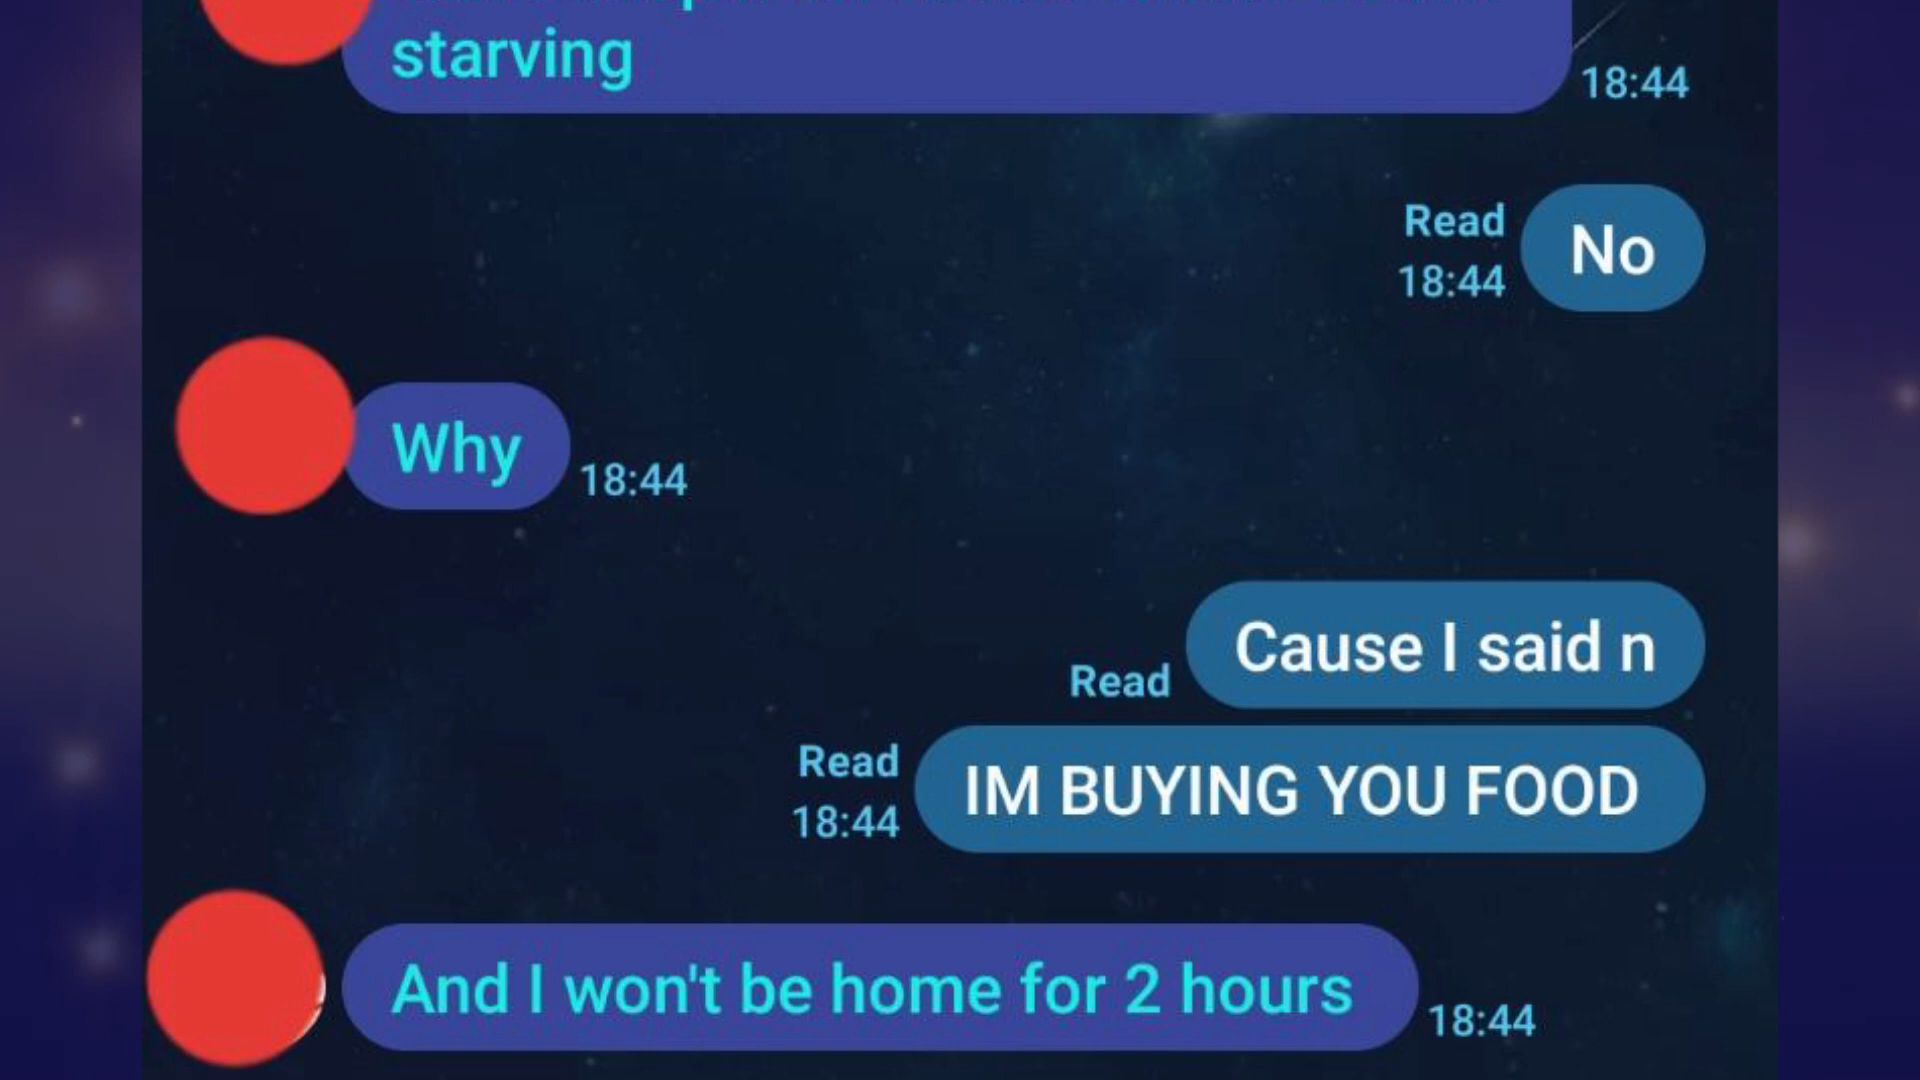 starving
18:44
Read
18:44
No
Why
18:44
Read
Cause I said n
Read
18:44
IM BUYING YOU FOOD
And I won't be home for 2 hours
18:44